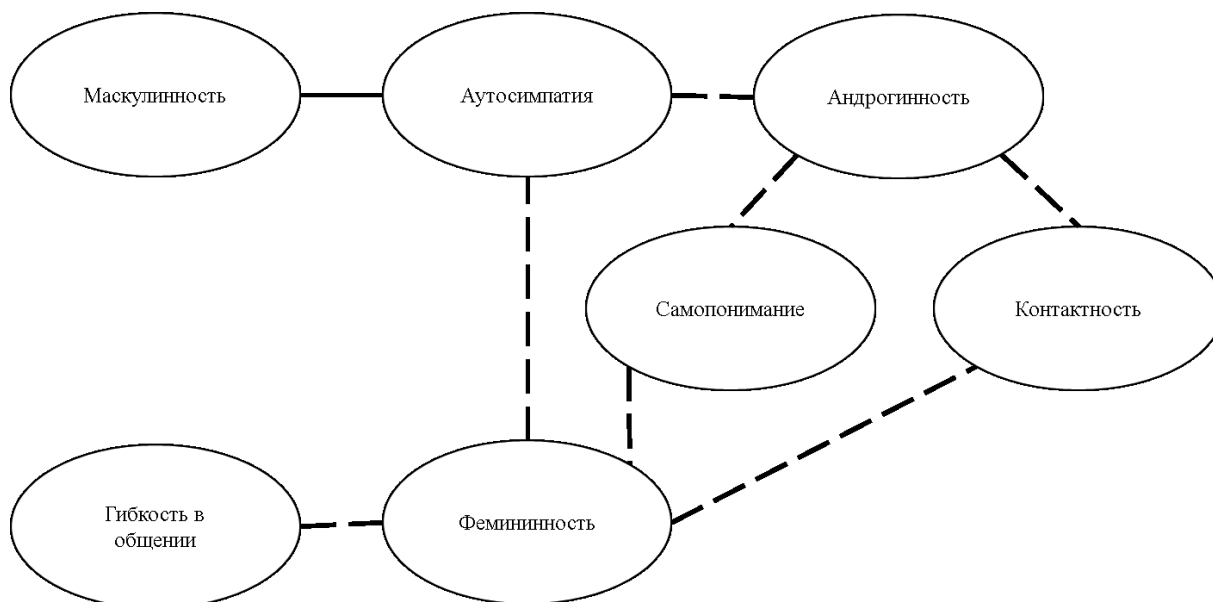 Маскулинность
Аутосимпатия
Андрогинность
Самопонимание
Контактность
Гибкость в
общении
Фемининность